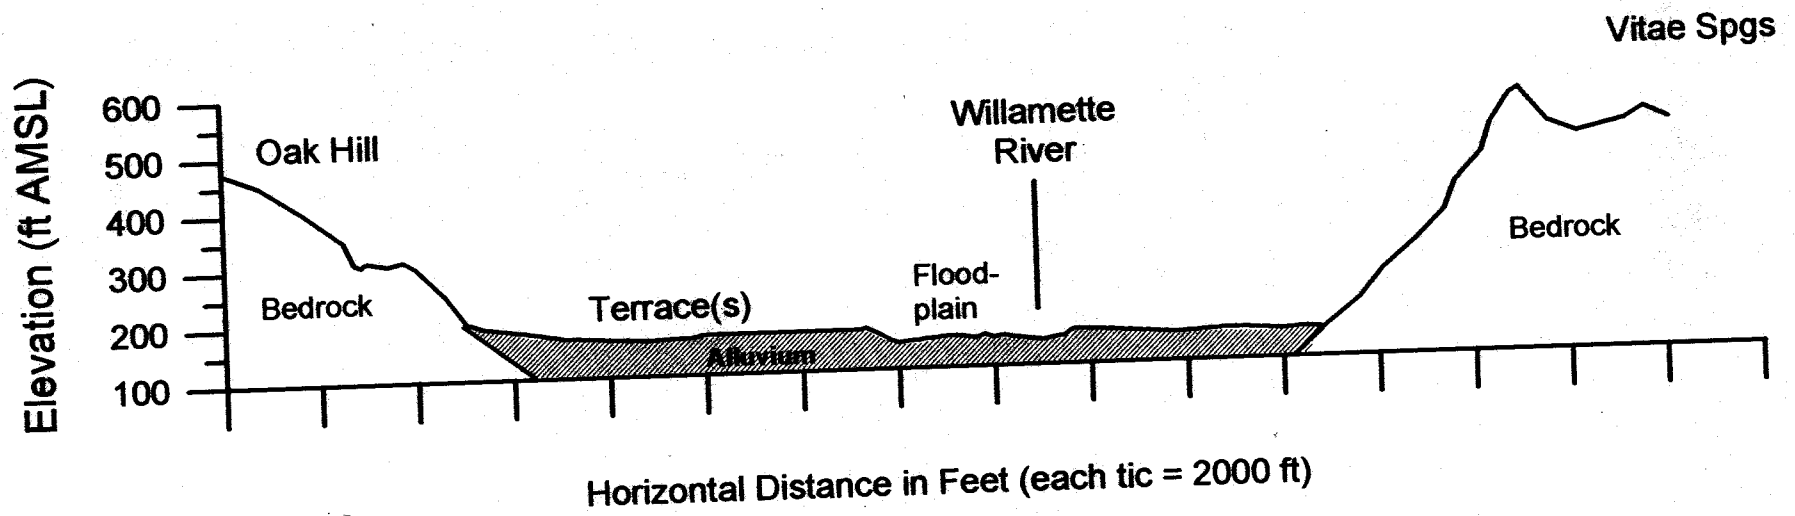 Vitae Spgs
Elevation (ft AMSL)
600
500
400
300
200
100
Oak Hill
Willamette
River
Bedrock
Bedrock
Terrace(s)
Flood-
plain
Alluvium
Horizontal Distance in Feet (each tic = 2000 ft)